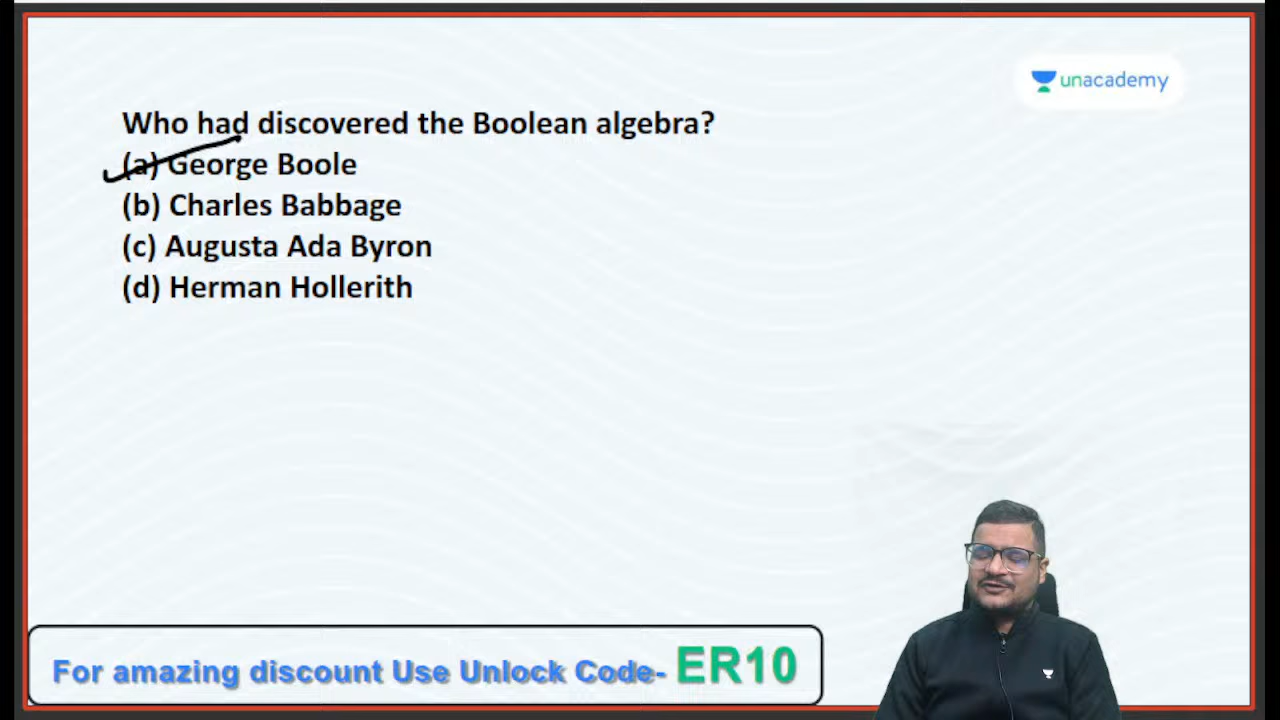 unacademy
Who had discovered the Boolean algebra?
(a) George Boole
(b) Charles Babbage
(c) Augusta Ada Byron
(d) Herman Hollerith
For amazing discount Use Unlock Code- ER10